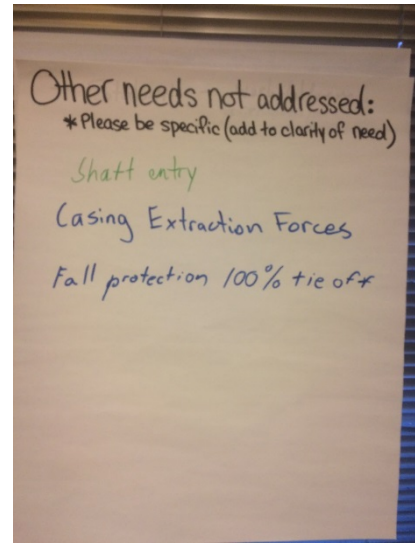 Other needs not addressed:
*Please be specific (add to clarity of need)
Shaft entry
Casing Extraction Forces
Fall protection 100% tie off